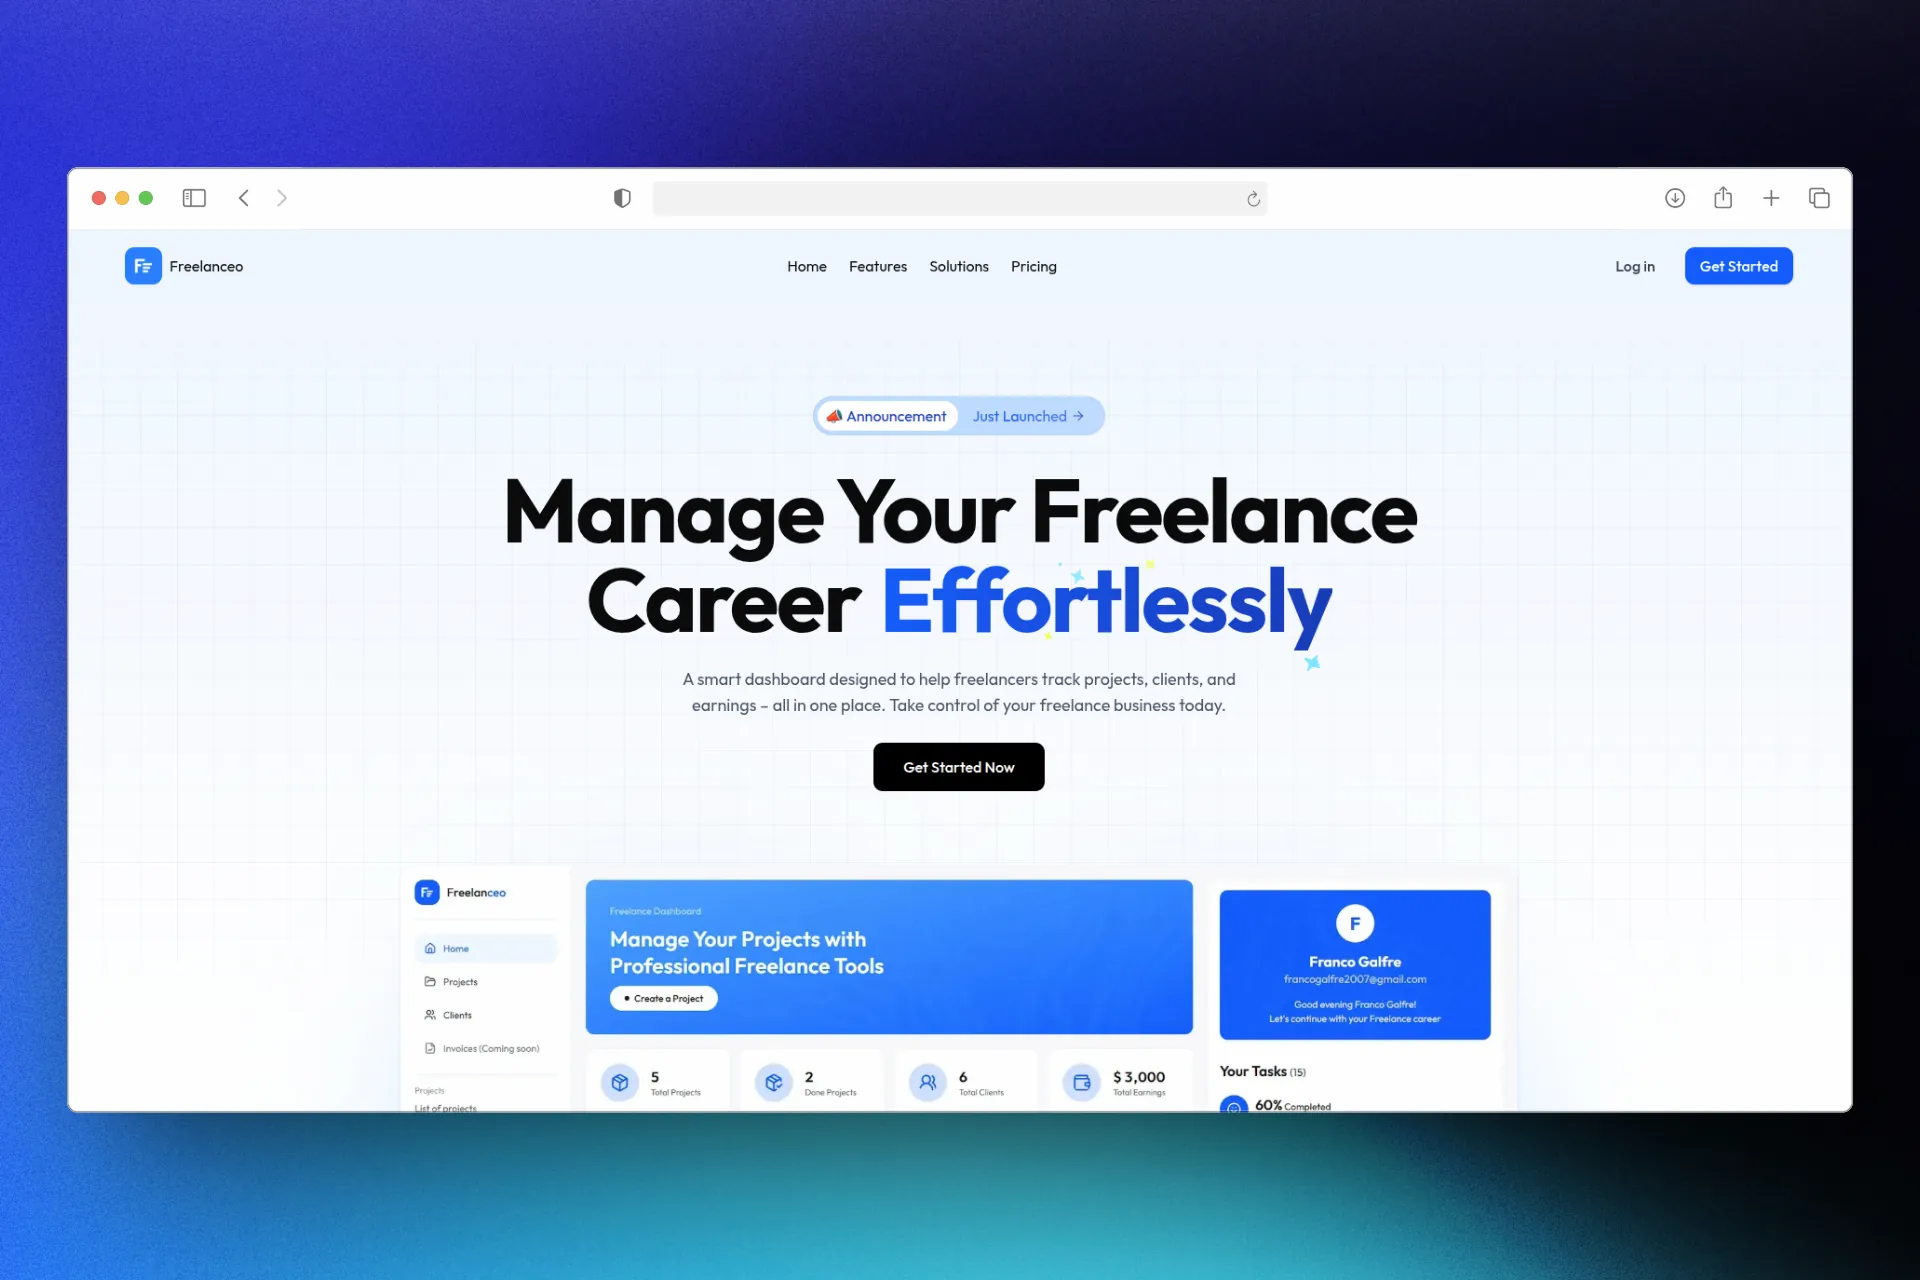 Freelanceo
Home Features Solutions Pricing
Log in
Get Started
📣 Announcement Just Launched →
Manage Your Freelance
Career Effortlessly
A smart dashboard designed to help freelancers track projects, clients, and
earnings – all in one place. Take control of your freelance business today.
Get Started Now
Freelanceo
Home
Projects
Clients
Invoices (Coming soon)
Projects
List of projects
Freelance Dashboard
Manage Your Projects with
Professional Freelance Tools
Create a Project
5
Total Projects
2
Done Projects
6
Total Clients
$ 3,000
Total Earnings
F
Franco Galfre
francogalfre2007@gmail.com
Good evening Franco Galfre!
Let's continue with your Freelance career
Your Tasks (15)
60% Completed